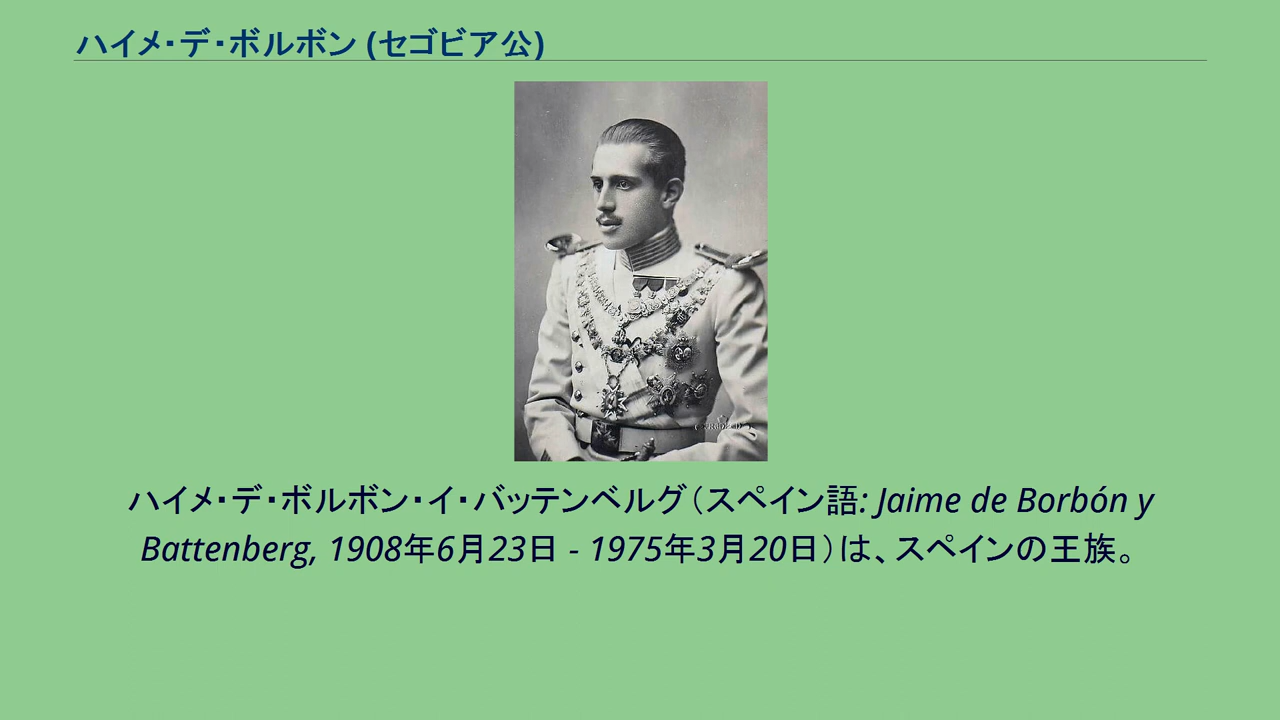 ハイメ・デ・ボルボン (セゴビア公)
ハイメ・デ・ボルボン・イ・バッテンベルグ（スペイン語: Jaime de Borbón y
Battenberg, 1908年6月23日 - 1975年3月20日）は、スペインの王族。